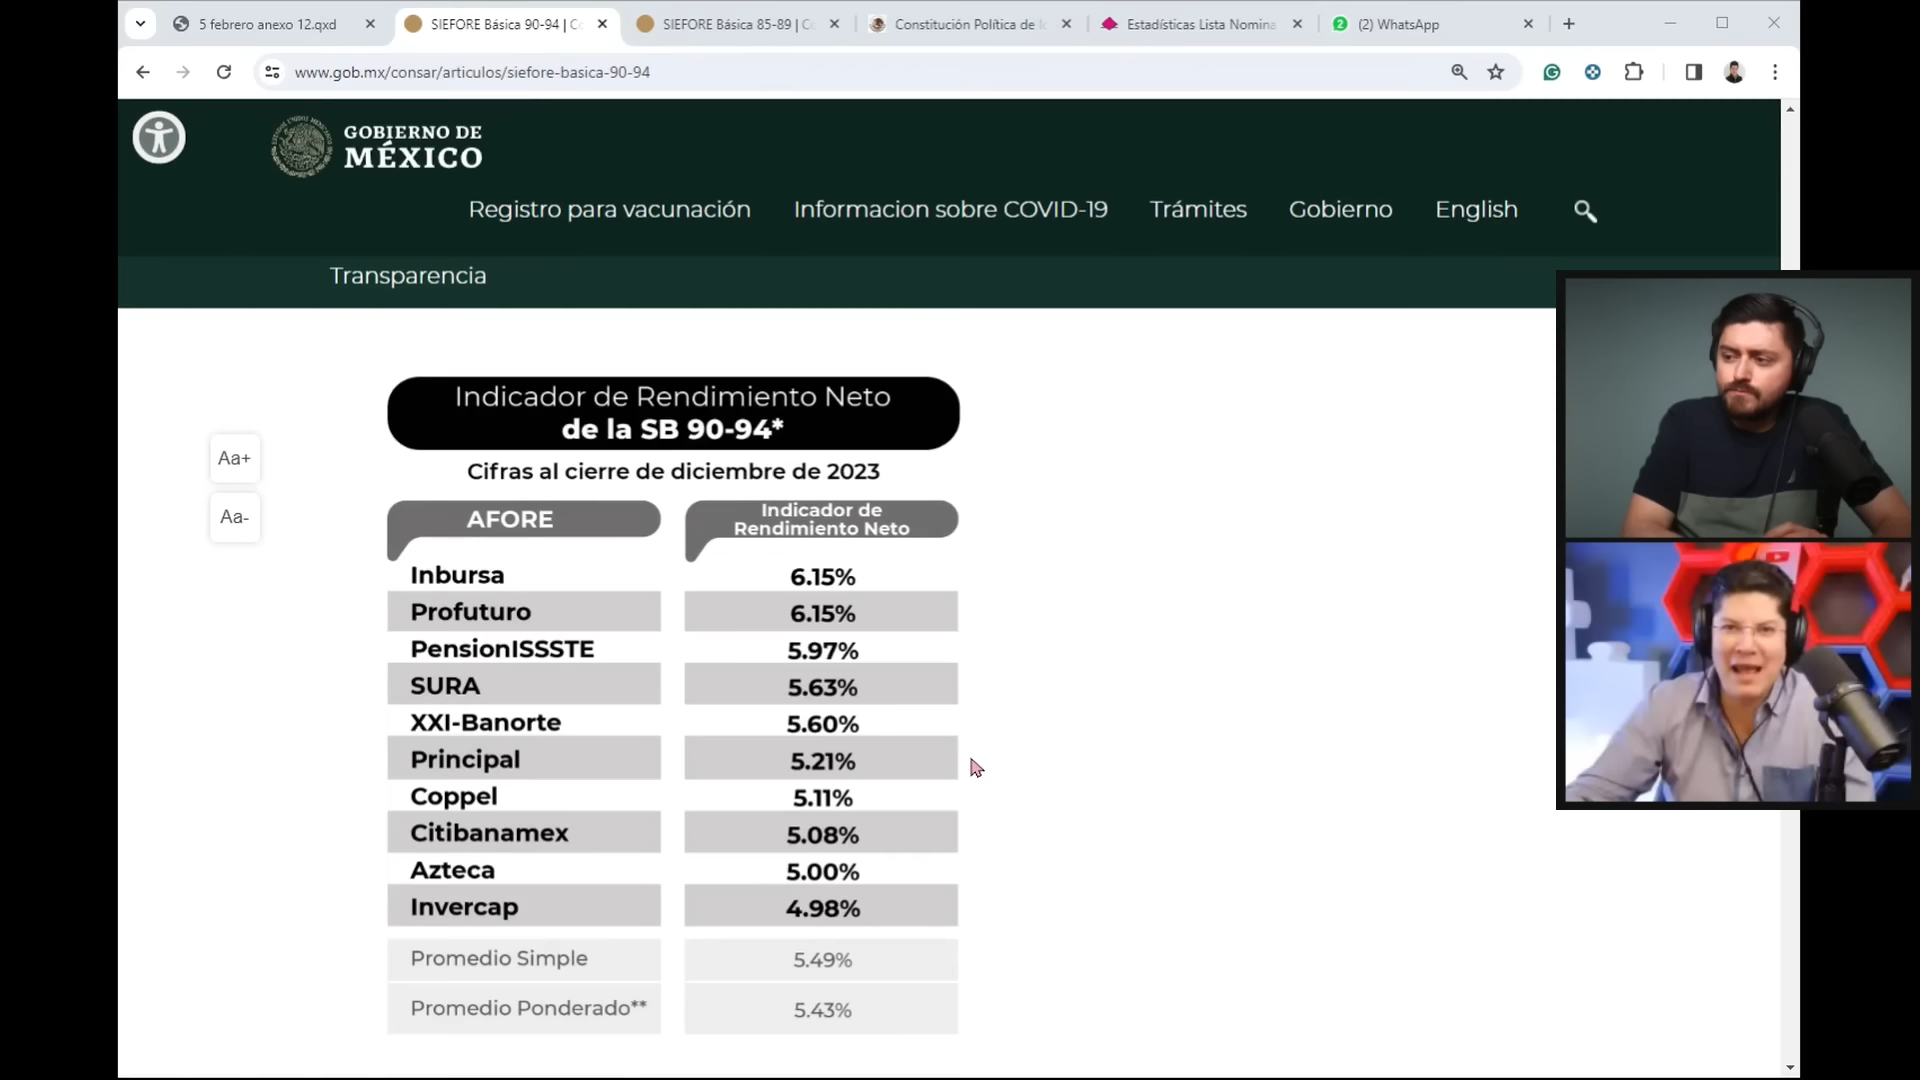 5 febrero anexo 12.qxd
SIEFORE Básica 90-94 | Co
SIEFORE Básica 85-89 | Co
Constitución Política de lo
Estadísticas Lista Nomina
2 (2) WhatsApp
www.gob.mx/consar/articulos/siefore-basica-90-94
GOBIERNO DE
MÉXICO
Registro para vacunación Informacion sobre COVID-19 Trámites Gobierno English
Transparencia
Indicador de Rendimiento Neto
de la SB 90-94*
Cifras al cierre de diciembre de 2023
Aa+
Aa-
AFORE
Indicador de
Rendimiento Neto
Inbursa 6.15%
Profuturo 6.15%
PensionISSSTE 5.97%
SURA 5.63%
XXI-Banorte 5.60%
Principal 5.21%
Coppel 5.11%
Citibanamex 5.08%
Azteca 5.00%
Invercap 4.98%
Promedio Simple 5.49%
Promedio Ponderado** 5.43%